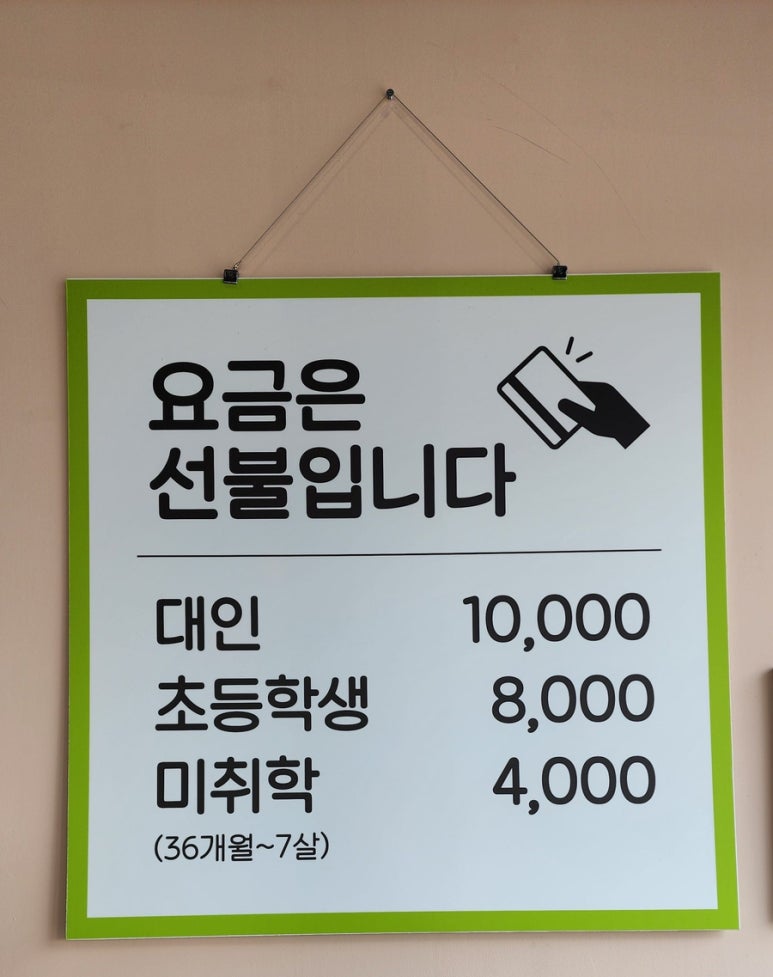 요금은
선불입니다
대인 10,000
초등학생 8,000
미취학 4,000
(36개월~7살)